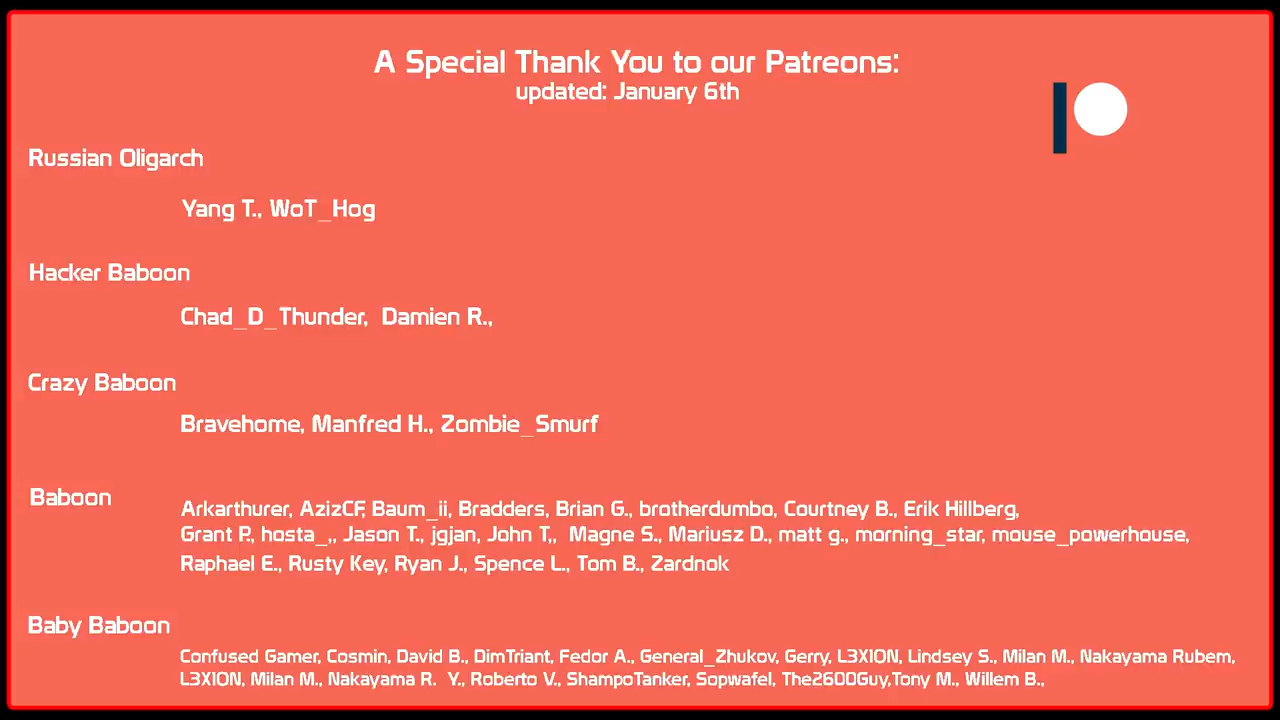 A Special Thank You to our Patreons:
updated: January 6th
Russian Oligarch
Yang T., WoT_Hog
Hacker Baboon
Chad_D_Thunder, Damien R.,
Crazy Baboon
Bravehome, Manfred H., Zombie_Smurf
Baboon
Arkarthurer, AzizCF, Baum_ii, Bradders, Brian G., brotherdumbo, Courtney B., Erik Hillberg,
Grant P., hosta_,, Jason T., jgjan, John T,, Magne S., Mariusz D., matt g., morning_star, mouse_powerhouse,
Raphael E., Rusty Key, Ryan J., Spence L., Tom B., Zardnok
Baby Baboon
Confused Gamer, Cosmin, David B., DimTriant, Fedor A., General_Zhukov, Gerry, L3X1ON, Lindsey S., Milan M., Nakayama Rubem,
L3X1ON, Milan M., Nakayama R. Y., Roberto V., ShampoTanker, Sopwafel, The2600Guy,Tony M., Willem B.,